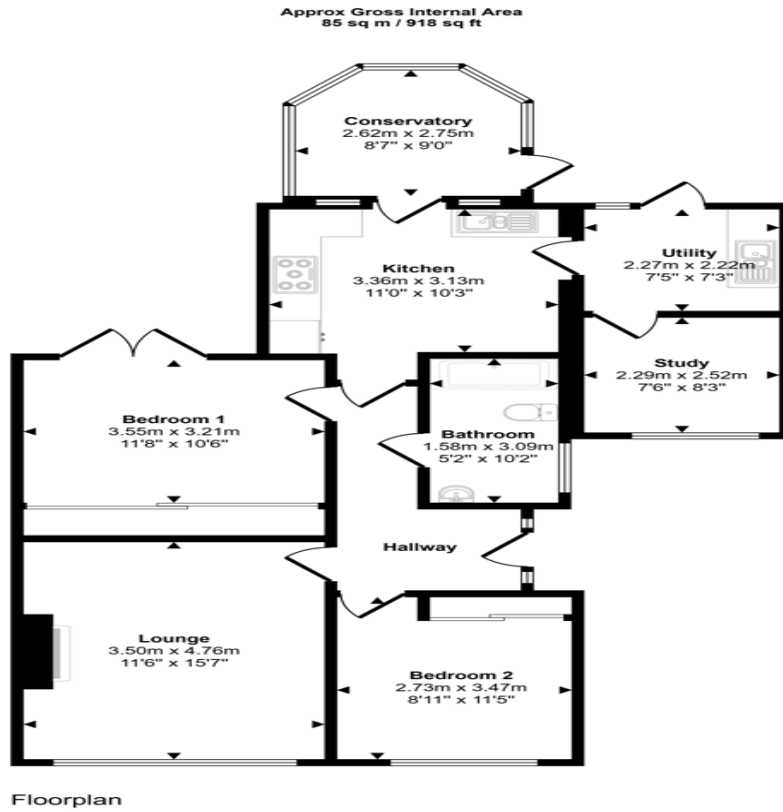 Approx Gross Internal Area
85 sq m / 918 sq ft
Conservatory
2.62m x 2.75m
8'7" x 9'0"
Kitchen
3.36m x 3.13m
11'0" x 10'3"
Utility
2.27m x 2.22m
7'5" x 7'3"
Study
2.29m x 2.52m
7'6" x 8'3"
Bedroom 1
3.55m x 3.21m
11'8" x 10'6"
Bathroom
1.58m x 3.09m
5'2" x 10'2"
Hallway
Lounge
3.50m x 4.76m
11'6" x 15'7"
Bedroom 2
2.73m x 3.47m
8'11" x 11'5"
Floorplan